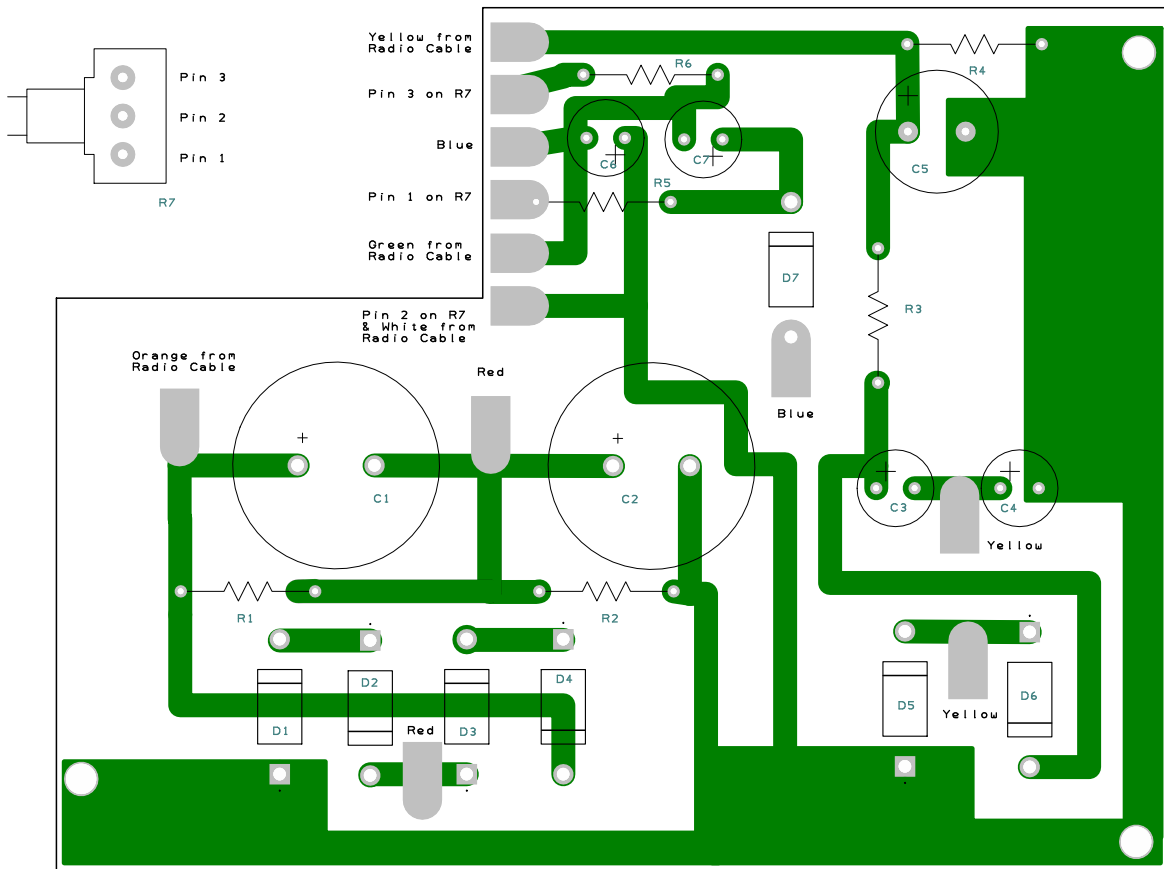 Yellow from
Radio Cable
R6
R4
Pin 3
Pin 3 on R7
Pin 2
Blue
C6
C7
C5
Pin 1
R7
Pin 1 on R7
R5
Green from
Radio Cable
D7
R3
Pin 2 on R7
& White from
Radio Cable
Orange from
Radio Cable
Red
Blue
+
+
C1
C2
+
+
C3
C4
Yellow
R1
R2
D2
D4
D1
D3
Red
D5
D6
Yellow